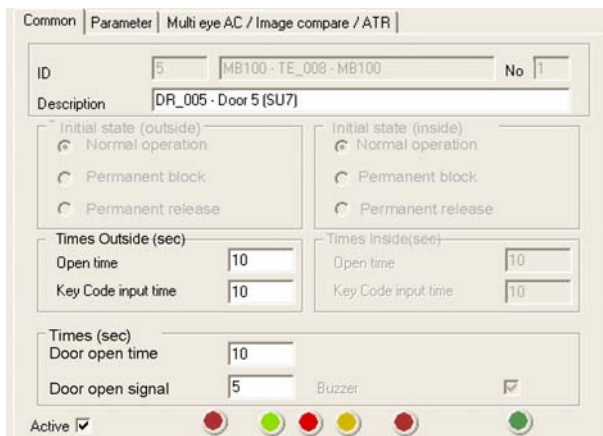 Common Parameter Multi eye AC / Image compare / ATR
ID 5 MB100 - TE_008 - MB100 No 1
Description DR_005 - Door 5 (SU7)
Initial state (outside) Initial state (inside)
Normal operation Normal operation
Permanent block Permanent block
Permanent release Permanent release
Times Outside (sec) Times Inside(sec)
Open time 10 Open time 10
Key Code input time 10 Key Code input time 10
Times (sec)
Door open time 10
Door open signal 5 Buzzer
Active